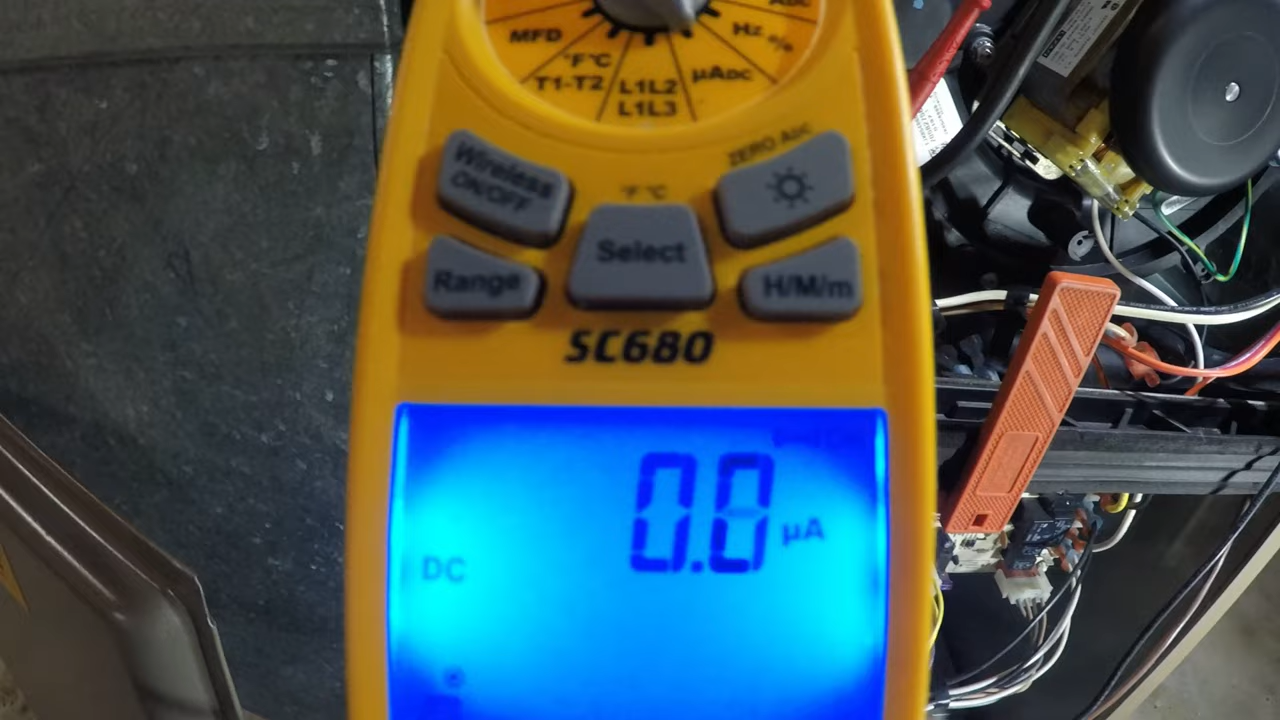 ADC
MFD
Hz %
°F°C
T1-T2
L1L2
L1L3
µADC
ZERO ADC
Wireless
ON/OFF
°F °C
Select
Range
H/M/m
SC680
0.0
µA
DC